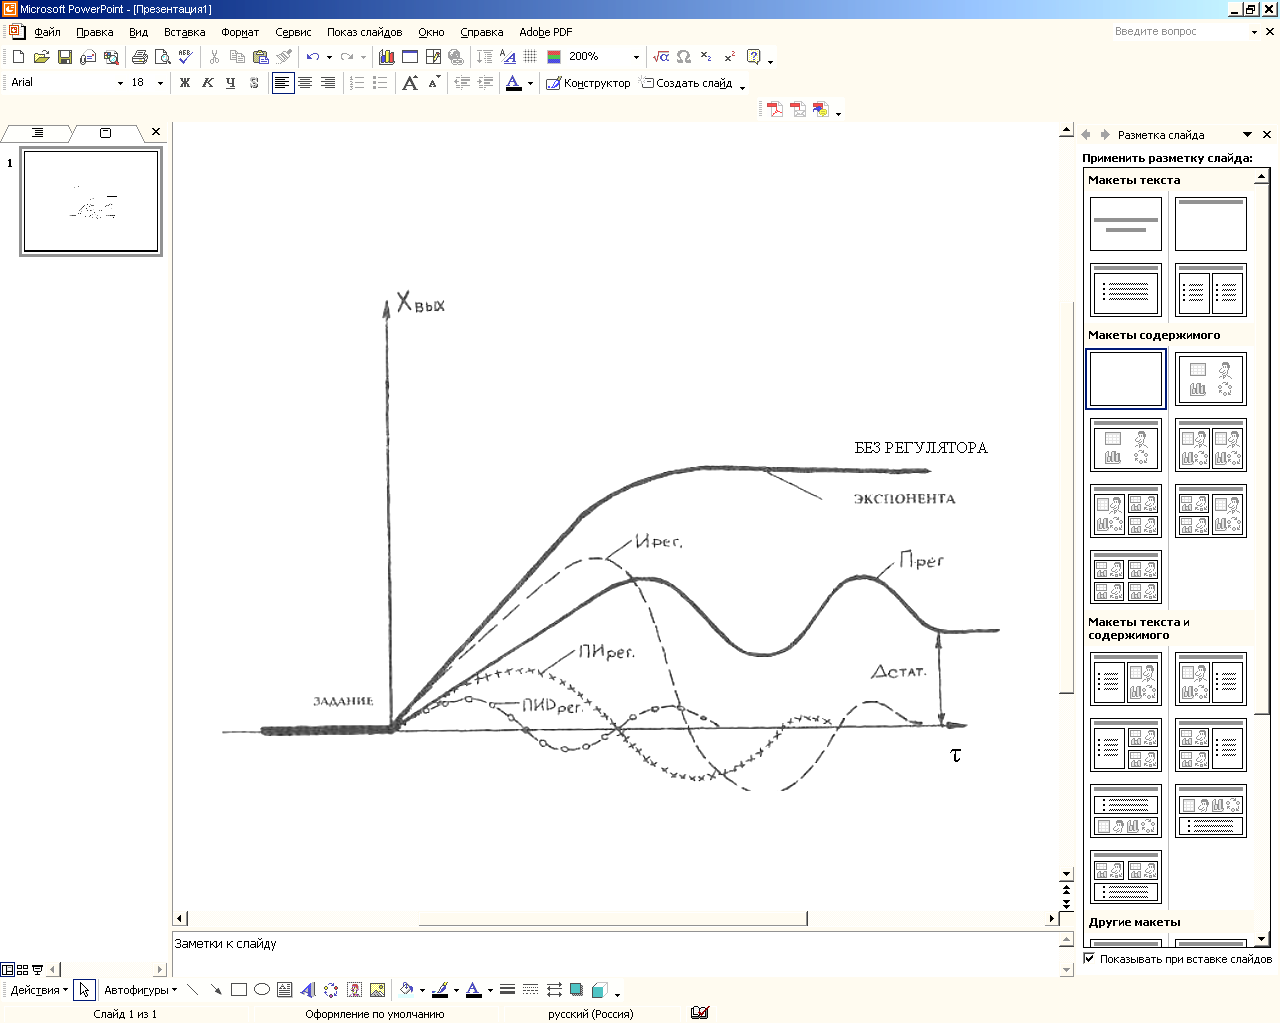 Microsoft PowerPoint - [Презентация1]
Файл Правка Вид Вставка Формат Сервис Показ слайдов Окно Справка Adobe PDF
Введите вопрос
200%
Arial 18 Ж К Ч S
Конструктор Создать слайд
Разметка слайда
Применить разметку слайда:
Макеты текста
1
Макеты содержимого
Xвых
БЕЗ РЕГУЛЯТОРА
ЭКСПОНЕНТА
Ирег.
Прег
Макеты текста и
содержимого
ПИрег.
Δстат.
ЗАДАНИЕ
ПИDрег.
τ
Другие макеты
Заметки к слайду
Показывать при вставке слайдов
Действия Автофигуры
Слайд 1 из 1 Оформление по умолчанию русский (Россия)